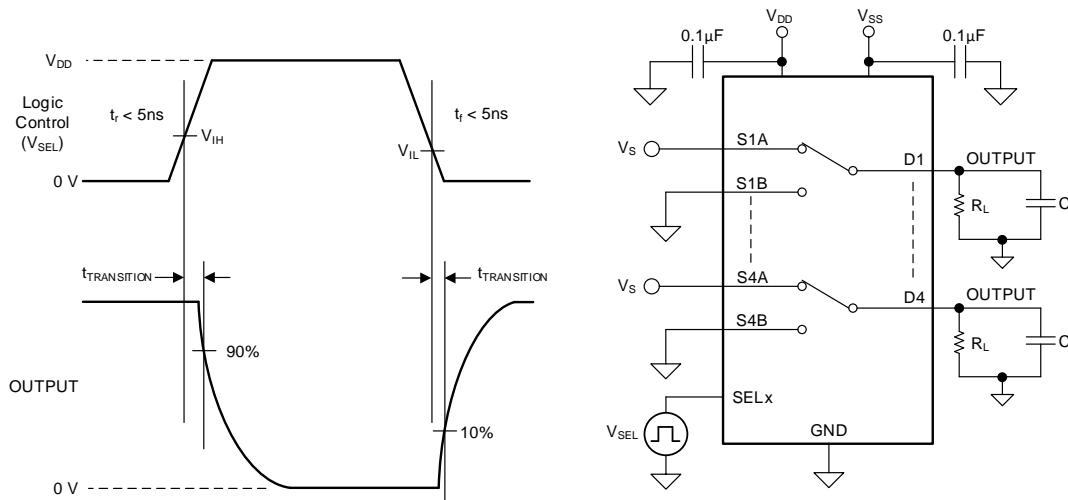 V_DD
Logic
Control
(V_SEL)
t_r < 5ns
V_IH
t_f < 5ns
V_IL
0 V
t_TRANSITION
t_TRANSITION
90%
OUTPUT
10%
0 V
V_DD
V_SS
0.1µF
0.1µF
V_S
S1A
D1
OUTPUT
S1B
R_L
C
V_S
S4A
D4
OUTPUT
S4B
R_L
C
SELx
V_SEL
GND